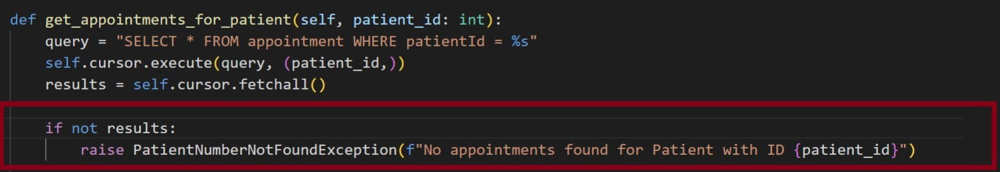 def get_appointments_for_patient(self, patient_id: int):
    query = "SELECT * FROM appointment WHERE patientId = %s"
    self.cursor.execute(query, (patient_id,))
    results = self.cursor.fetchall()
    if not results:
        raise PatientNumberNotFoundException(f"No appointments found for Patient with ID {patient_id}")